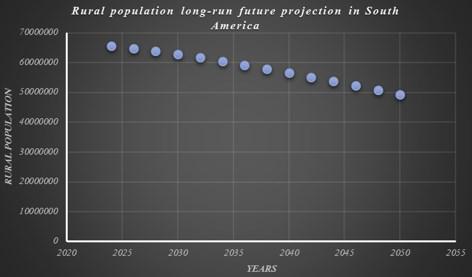 Rural population long-run future projection in South
America
70000000
60000000
50000000
40000000
30000000
20000000
10000000
0
2020 2025 2030 2035 2040 2045 2050 2055
RURAL POPULATION
YEARS